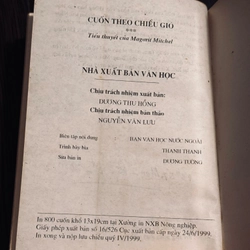 CUỐN THEO CHIỀU GIÓ
Tiểu thuyết của Magarit Mitchel
NHÀ XUẤT BẢN VĂN HỌC
Chịu trách nhiệm xuất bản:
DƯƠNG THU HỒNG
Chịu trách nhiệm bản thảo
NGUYỄN VĂN LƯU
Biên tập nội dung BAN VĂN HỌC NƯỚC NGOÀI
Trình bày bìa THANH THANH
Sửa bản in DƯƠNG TƯỜNG
In 800 cuốn khổ 13x19cm tại Xưởng in NXB Nông nghiệp.
Giấy phép xuất bản số 16/526 Cục xuất bản cấp ngày 24/6/1999.
In xong và nộp lưu chiểu quý IV/1999.